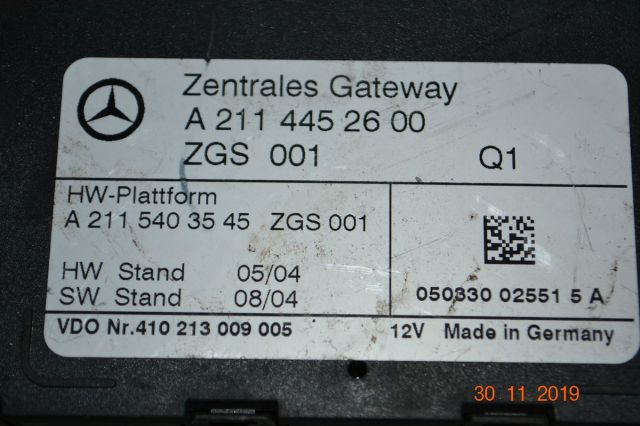 Zentrales Gateway
A 211 445 26 00
ZGS 001 Q1
HW-Plattform
A 211 540 35 45 ZGS 001
HW Stand 05/04
SW Stand 08/04
050330 02551 5 A
VDO Nr.410 213 009 005 12V Made in Germany
30 11 2019